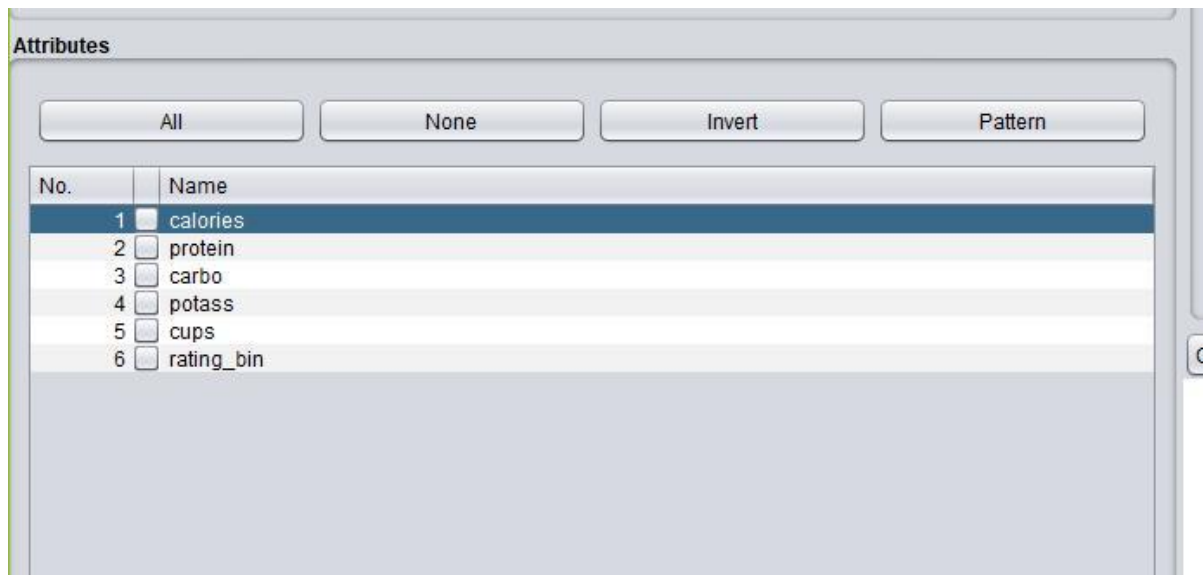 Attributes
All None Invert Pattern
No. Name
1 calories
2 protein
3 carbo
4 potass
5 cups
6 rating_bin